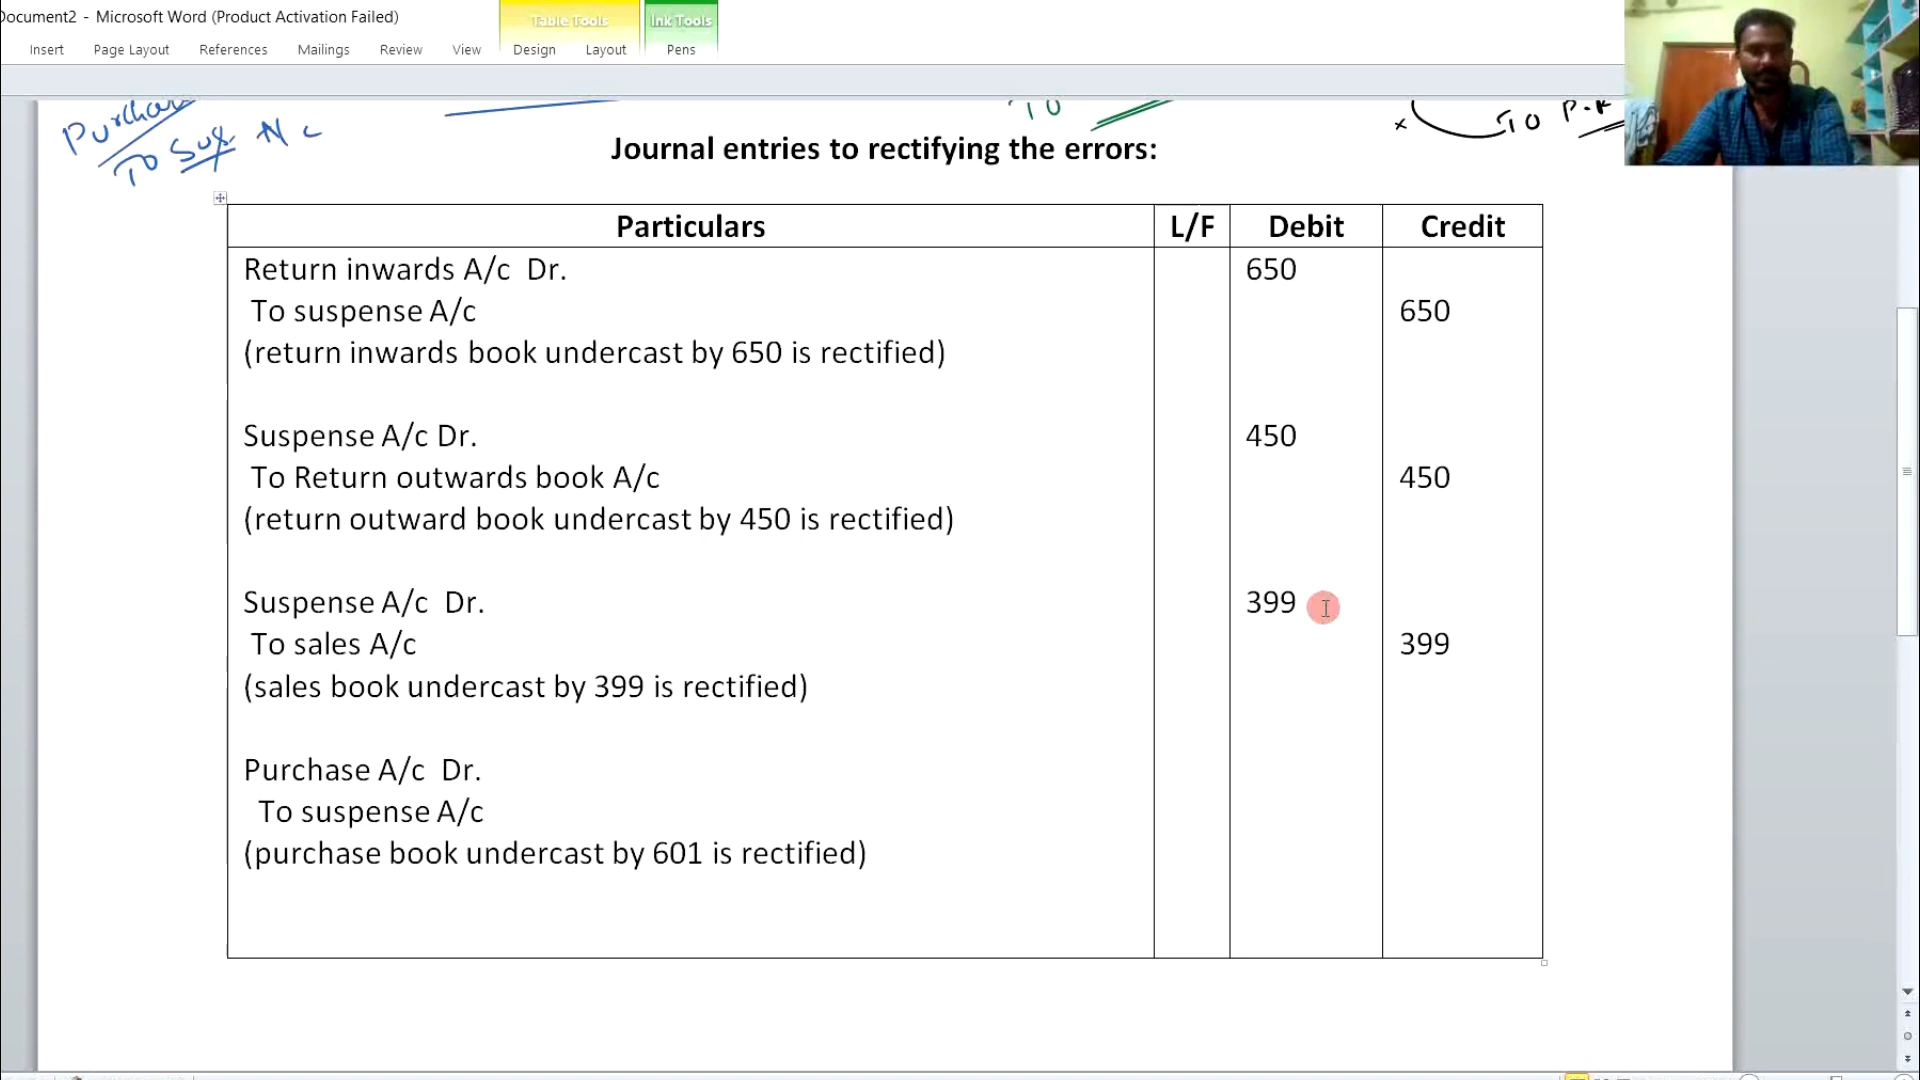 Document2 - Microsoft Word (Product Activation Failed)
Table Tools
Ink Tools
Insert Page Layout References Mailings Review View Design Layout Pens
To
To P.R
To Sus. A/c
Journal entries to rectifying the errors:
Particulars L/F Debit Credit
Return inwards A/c Dr. 650
To suspense A/c 650
(return inwards book undercast by 650 is rectified)
Suspense A/c Dr. 450
To Return outwards book A/c 450
(return outward book undercast by 450 is rectified)
Suspense A/c Dr. 399
To sales A/c 399
(sales book undercast by 399 is rectified)
Purchase A/c Dr.
To suspense A/c
(purchase book undercast by 601 is rectified)